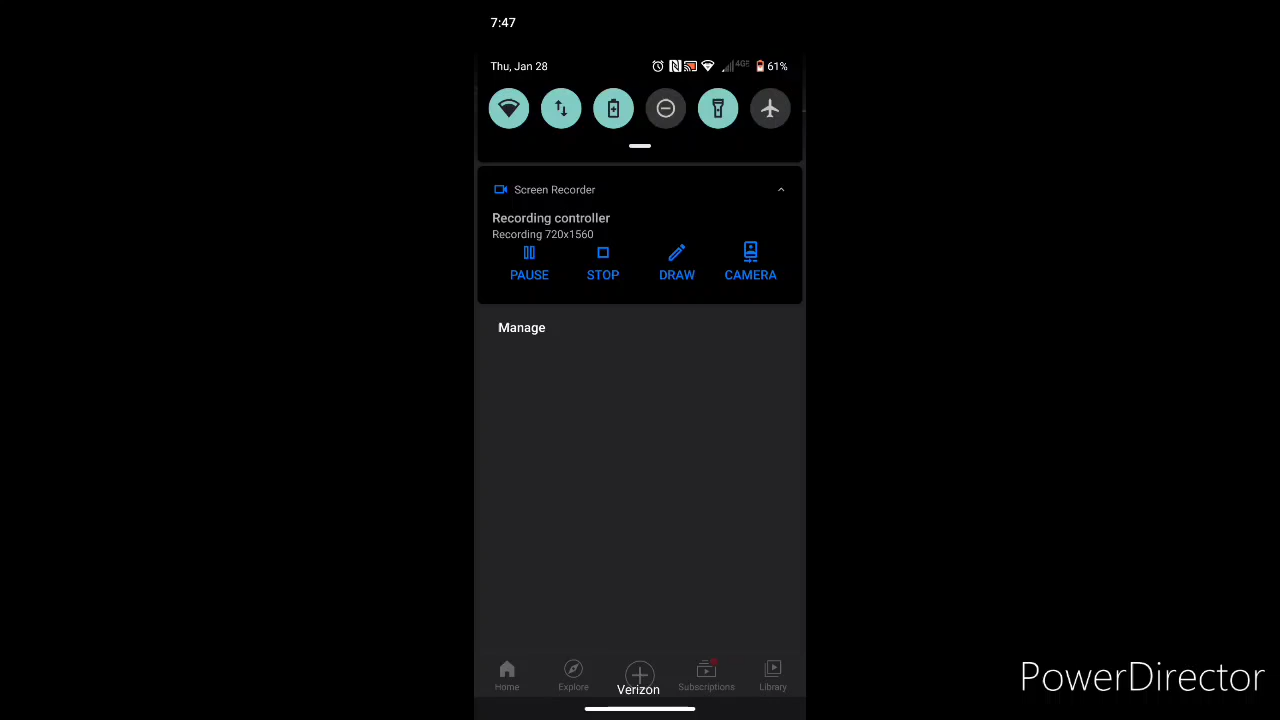 7:47
Thu, Jan 28
4GE 61%
Screen Recorder
Recording controller
Recording 720x1560
PAUSE STOP DRAW CAMERA
Manage
Home Explore Subscriptions Library
Verizon
PowerDirector